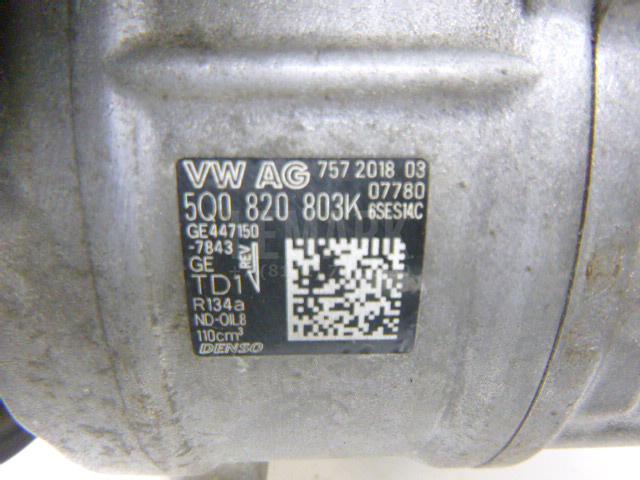 VW AG 757 2018 03
07780
5Q0 820 803K 6SES14C
GE447150
-7843
GE REV
TD1
R134a
ND-OIL8
110cm³
DENSO